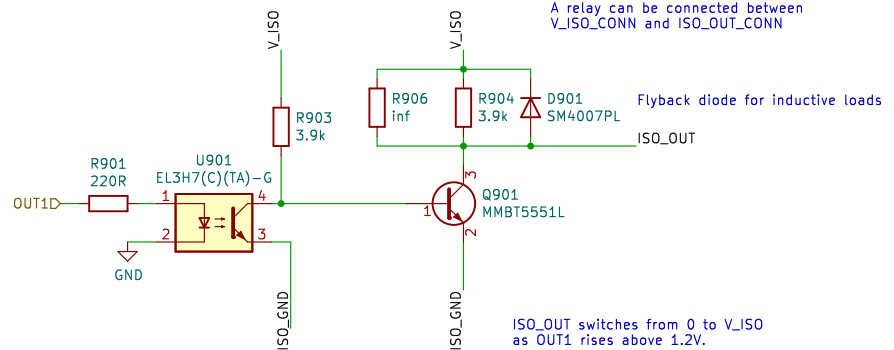 A relay can be connected between
V_ISO_CONN and ISO_OUT_CONN
V_ISO
V_ISO
R906
inf
R904
3.9k
D901
SM4007PL
Flyback diode for inductive loads
R903
3.9k
ISO_OUT
R901
220R
U901
EL3H7(C)(TA)-G
OUT1
1
4
2
3
GND
3
1
2
Q901
MMBT5551L
ISO_GND
ISO_GND
ISO_OUT switches from 0 to V_ISO
as OUT1 rises above 1.2V.